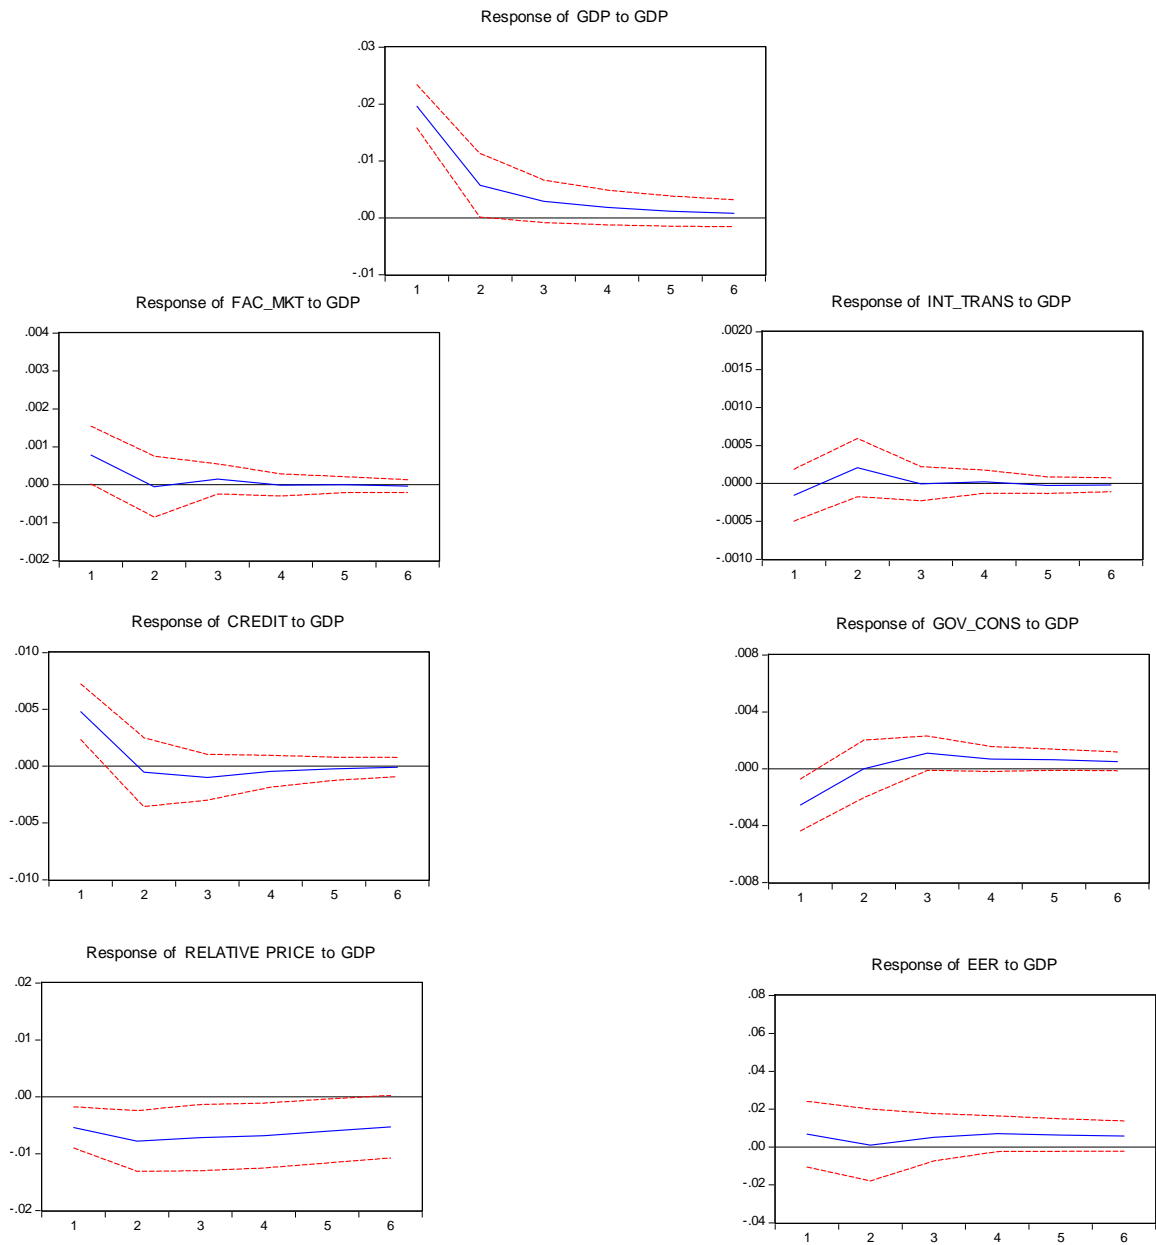 Response of GDP to GDP
.03
.02
.01
.00
-.01
1 2 3 4 5 6
Response of FAC_MKT to GDP
.004
.003
.002
.001
.000
-.001
-.002
1 2 3 4 5 6
Response of INT_TRANS to GDP
.0020
.0015
.0010
.0005
.0000
-.0005
-.0010
1 2 3 4 5 6
Response of CREDIT to GDP
.010
.005
.000
-.005
-.010
1 2 3 4 5 6
Response of GOV_CONS to GDP
.008
.004
.000
-.004
-.008
1 2 3 4 5 6
Response of RELATIVE PRICE to GDP
.02
.01
.00
-.01
-.02
1 2 3 4 5 6
Response of EER to GDP
.08
.06
.04
.02
.00
-.02
-.04
1 2 3 4 5 6